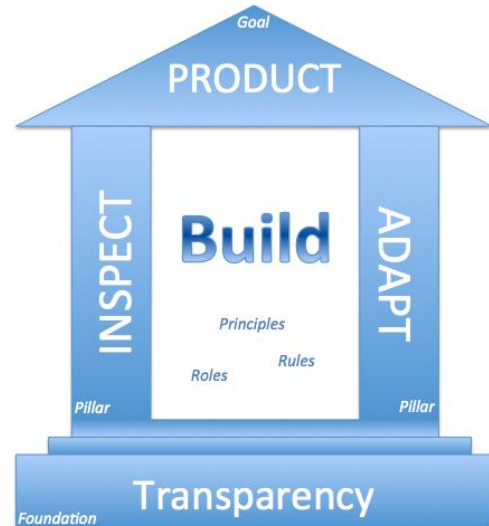 Goal
PRODUCT
INSPECT
ADAPT
Build
Principles
Roles
Rules
Pillar
Pillar
Transparency
Foundation